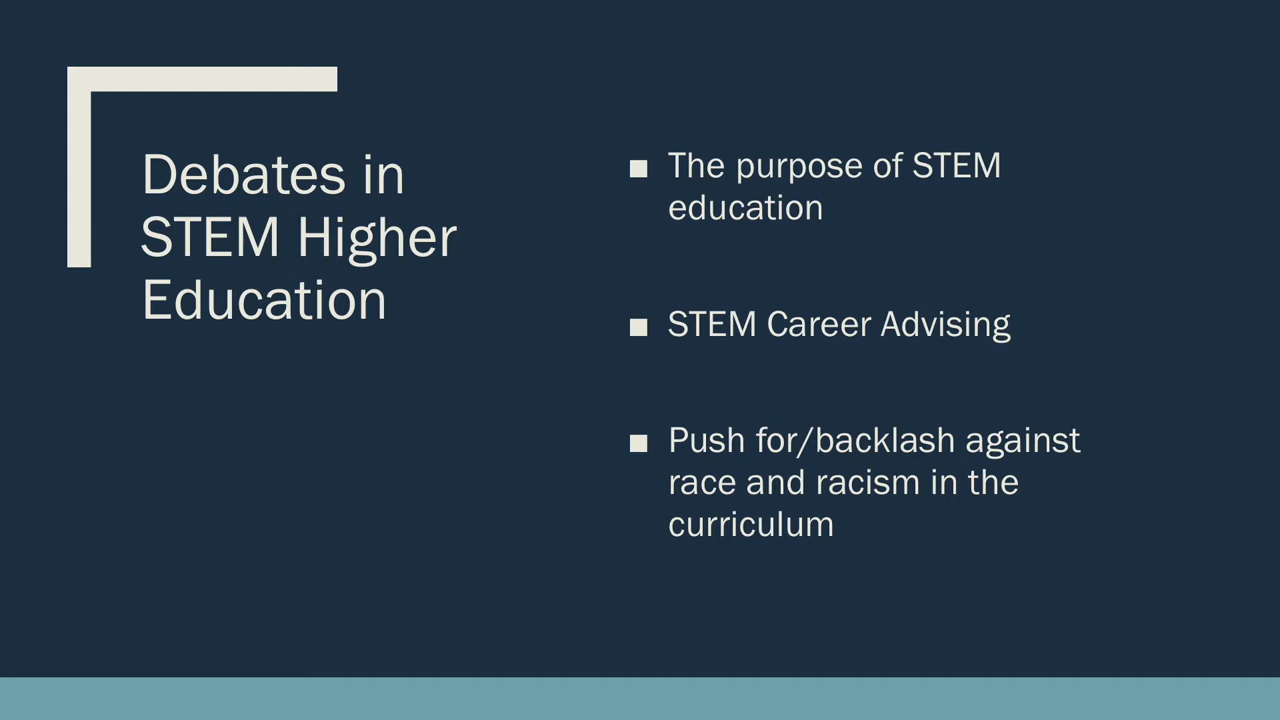 Debates in
STEM Higher
Education
■ The purpose of STEM
education
■ STEM Career Advising
■ Push for/backlash against
race and racism in the
curriculum